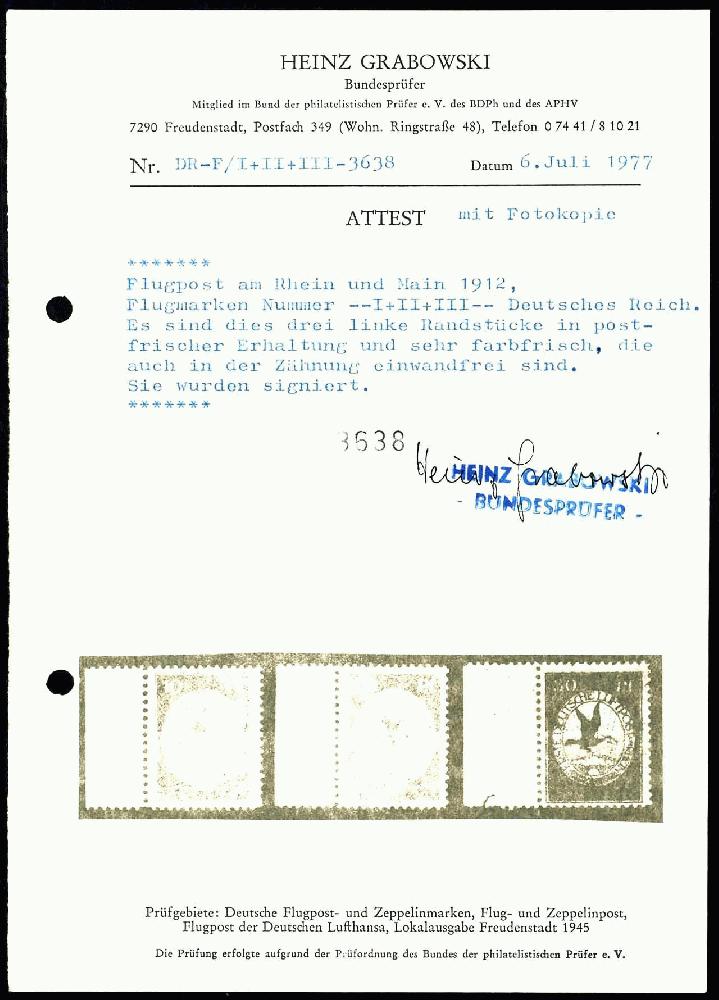 HEINZ GRABOWSKI
Bundesprüfer
Mitglied im Bund der philatelistischen Prüfer e. V. des BDPh und des APHV
7290 Freudenstadt, Postfach 349 (Wohn. Ringstraße 48), Telefon 0 74 41 / 8 10 21
Nr. DR-F/I+II+III-3638 Datum 6.Juli 1977
ATTEST mit Fotokopie
*******
Flugpost am Rhein und Main 1912,
Flugmarken Nummer --I+II+III-- Deutsches Reich.
Es sind dies drei linke Randstücke in post-
frischer Erhaltung und sehr farbfrisch, die
auch in der Zähnung einwandfrei sind.
Sie wurden signiert.
*******
3638
Heinz Grabowski
HEINZ GRABOWSKI
- BUNDESPRÜFER -
Prüfgebiete: Deutsche Flugpost- und Zeppelinmarken, Flug- und Zeppelinpost,
Flugpost der Deutschen Lufthansa, Lokalausgabe Freudenstadt 1945
Die Prüfung erfolgte aufgrund der Prüfordnung des Bundes der philatelistischen Prüfer e. V.